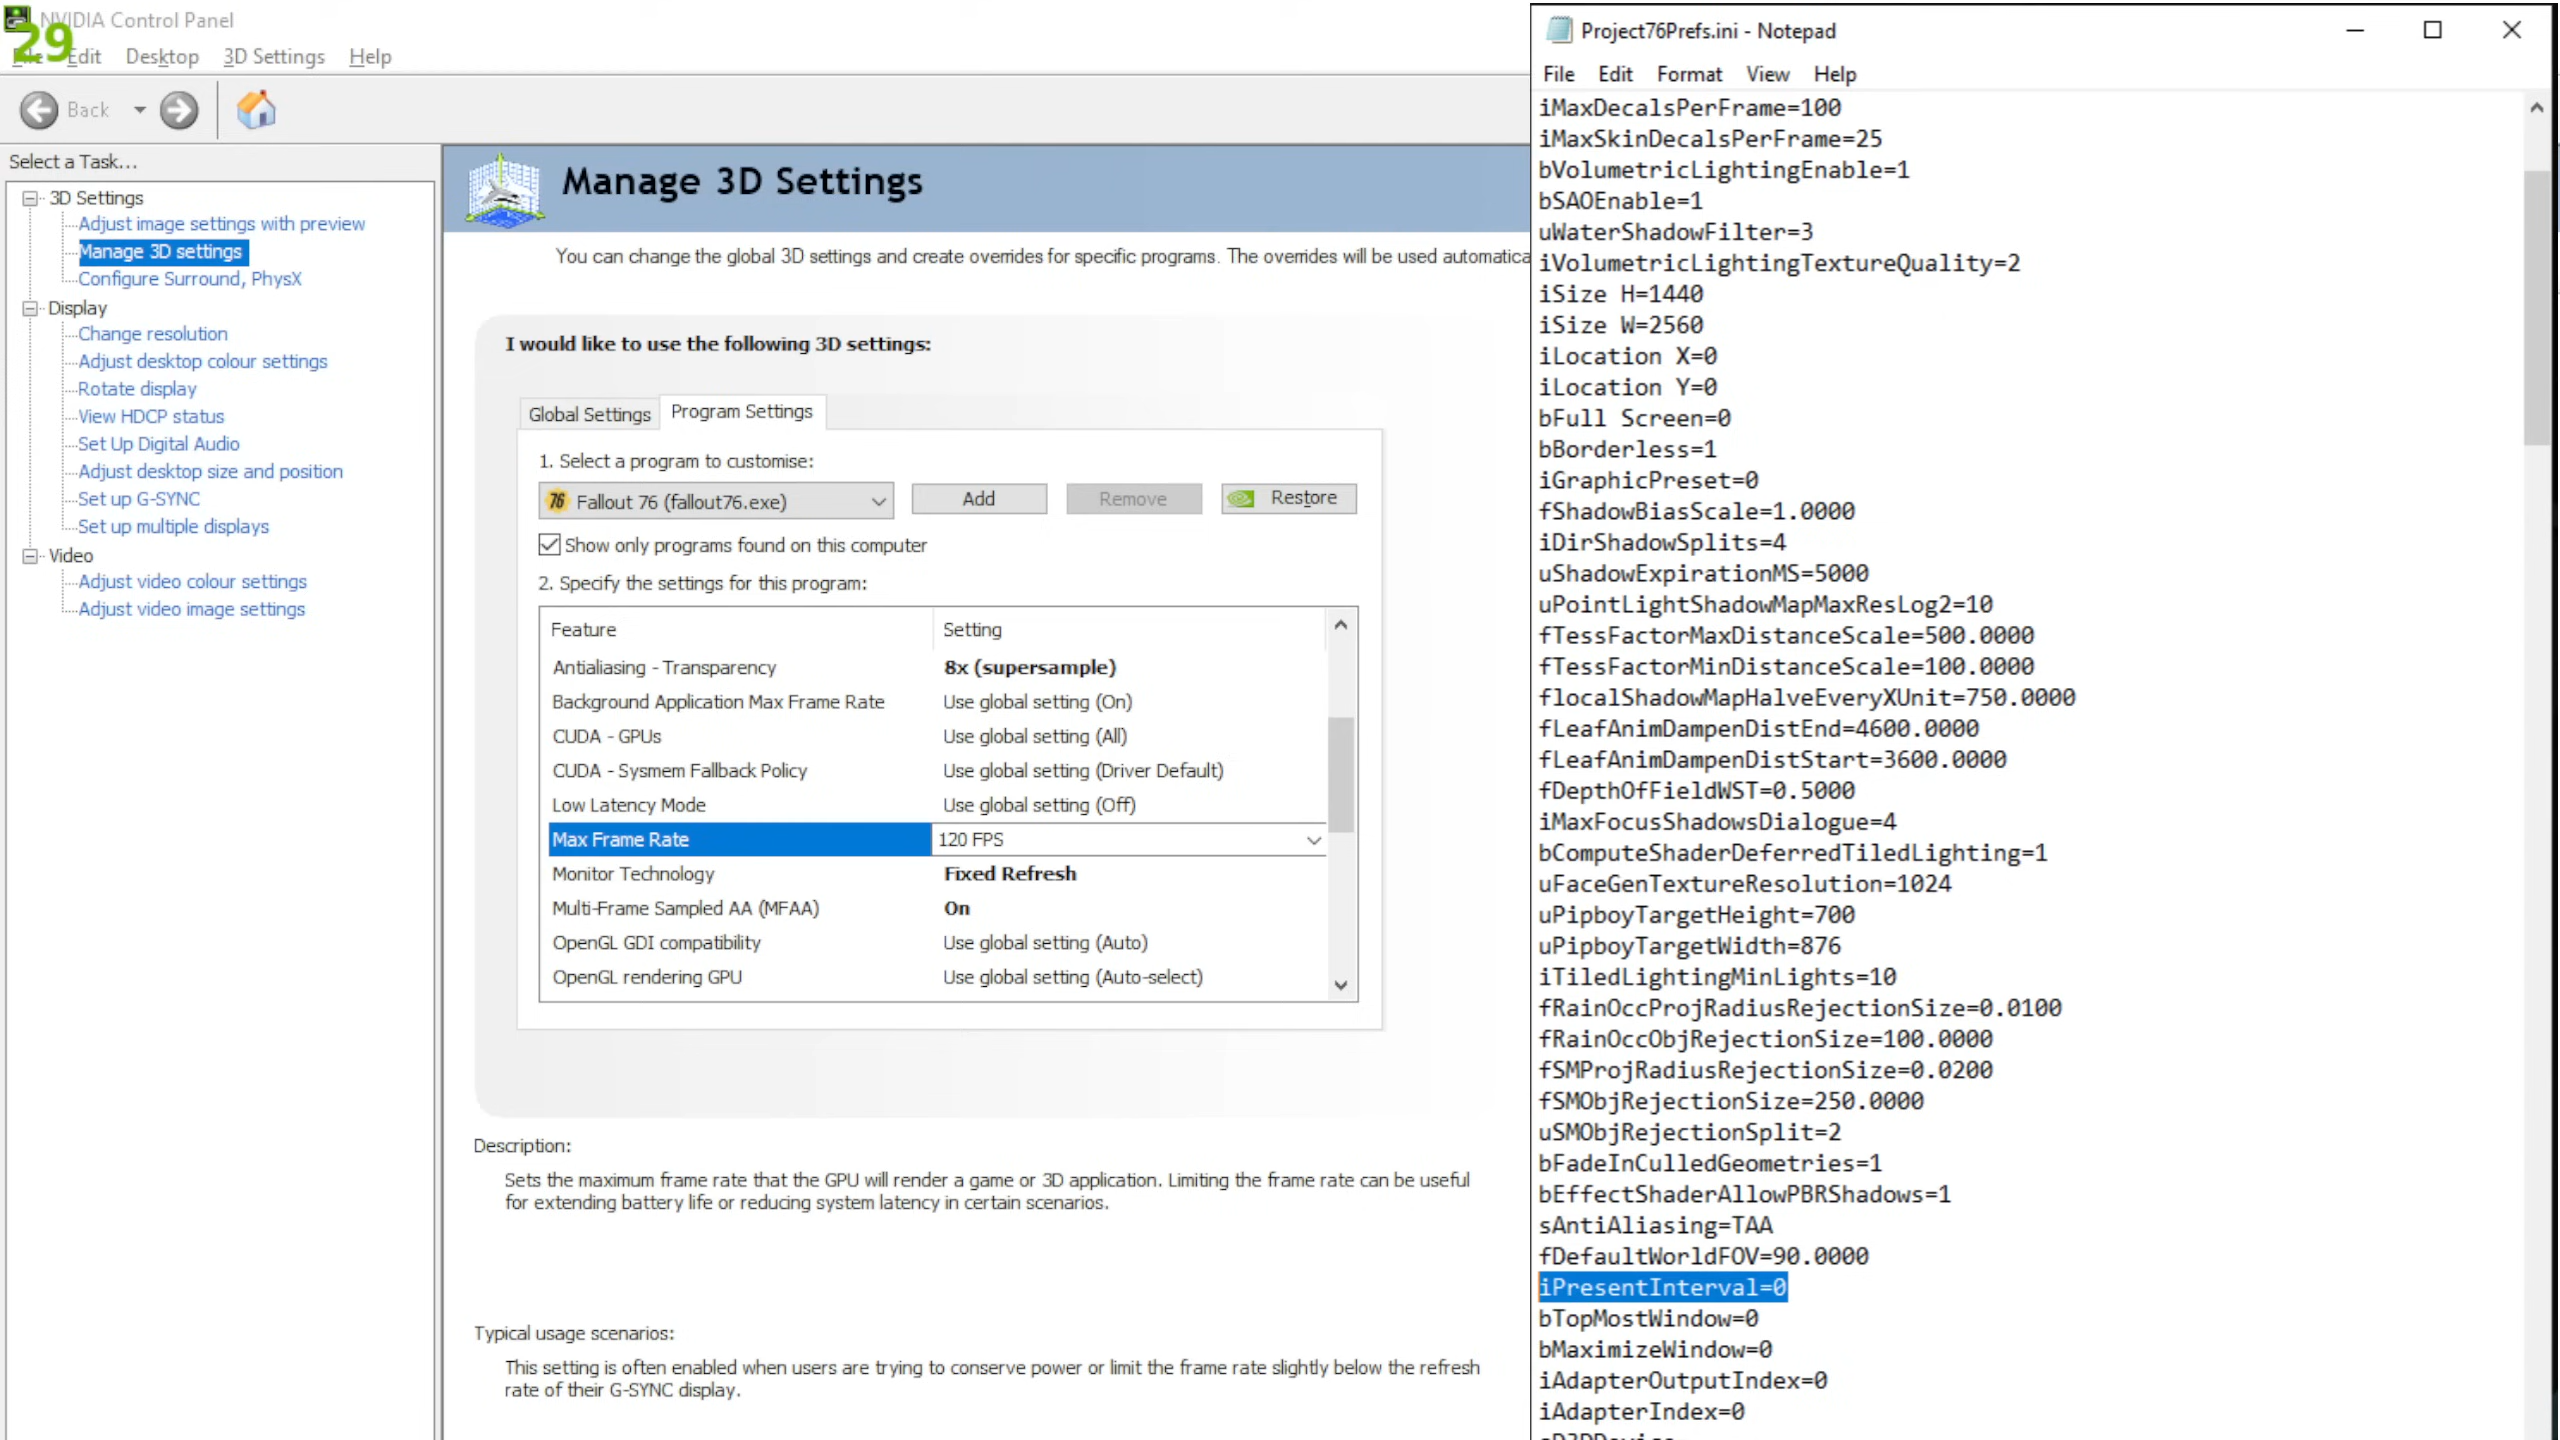 NVIDIA Control Panel
29
Edit Desktop 3D Settings Help
Back
Select a Task...
3D Settings
Adjust image settings with preview
Manage 3D settings
Configure Surround, PhysX
Display
Change resolution
Adjust desktop colour settings
Rotate display
View HDCP status
Set Up Digital Audio
Adjust desktop size and position
Set up G-SYNC
Set up multiple displays
Video
Adjust video colour settings
Adjust video image settings
Manage 3D Settings
You can change the global 3D settings and create overrides for specific programs. The overrides will be used automatica
I would like to use the following 3D settings:
Global Settings Program Settings
1. Select a program to customise:
76 Fallout 76 (fallout76.exe) Add Remove Restore
Show only programs found on this computer
2. Specify the settings for this program:
Feature Setting
Antialiasing - Transparency 8x (supersample)
Background Application Max Frame Rate Use global setting (On)
CUDA - GPUs Use global setting (All)
CUDA - Sysmem Fallback Policy Use global setting (Driver Default)
Low Latency Mode Use global setting (Off)
Max Frame Rate 120 FPS
Monitor Technology Fixed Refresh
Multi-Frame Sampled AA (MFAA) On
OpenGL GDI compatibility Use global setting (Auto)
OpenGL rendering GPU Use global setting (Auto-select)
Description:
Sets the maximum frame rate that the GPU will render a game or 3D application. Limiting the frame rate can be useful
for extending battery life or reducing system latency in certain scenarios.
Typical usage scenarios:
This setting is often enabled when users are trying to conserve power or limit the frame rate slightly below the refresh
rate of their G-SYNC display.
Project76Prefs.ini - Notepad
File Edit Format View Help
iMaxDecalsPerFrame=100
iMaxSkinDecalsPerFrame=25
bVolumetricLightingEnable=1
bSAOEnable=1
uWaterShadowFilter=3
iVolumetricLightingTextureQuality=2
iSize H=1440
iSize W=2560
iLocation X=0
iLocation Y=0
bFull Screen=0
bBorderless=1
iGraphicPreset=0
fShadowBiasScale=1.0000
iDirShadowSplits=4
uShadowExpirationMS=5000
uPointLightShadowMapMaxResLog2=10
fTessFactorMaxDistanceScale=500.0000
fTessFactorMinDistanceScale=100.0000
flocalShadowMapHalveEveryXUnit=750.0000
fLeafAnimDampenDistEnd=4600.0000
fLeafAnimDampenDistStart=3600.0000
fDepthOfFieldWST=0.5000
iMaxFocusShadowsDialogue=4
bComputeShaderDeferredTiledLighting=1
uFaceGenTextureResolution=1024
uPipboyTargetHeight=700
uPipboyTargetWidth=876
iTiledLightingMinLights=10
fRainOccProjRadiusRejectionSize=0.0100
fRainOccObjRejectionSize=100.0000
fSMProjRadiusRejectionSize=0.0200
fSMObjRejectionSize=250.0000
uSMObjRejectionSplit=2
bFadeInCulledGeometries=1
bEffectShaderAllowPBRShadows=1
sAntiAliasing=TAA
fDefaultWorldFOV=90.0000
iPresentInterval=0
bTopMostWindow=0
bMaximizeWindow=0
iAdapterOutputIndex=0
iAdapterIndex=0